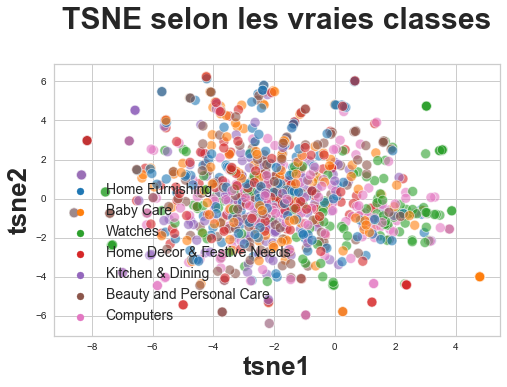 TSNE selon les vraies classes
6
4
2
0
−2
−4
−6
tsne2
Home Furnishing
Baby Care
Watches
Home Decor & Festive Needs
Kitchen & Dining
Beauty and Personal Care
Computers
−8 −6 −4 −2 0 2 4
tsne1